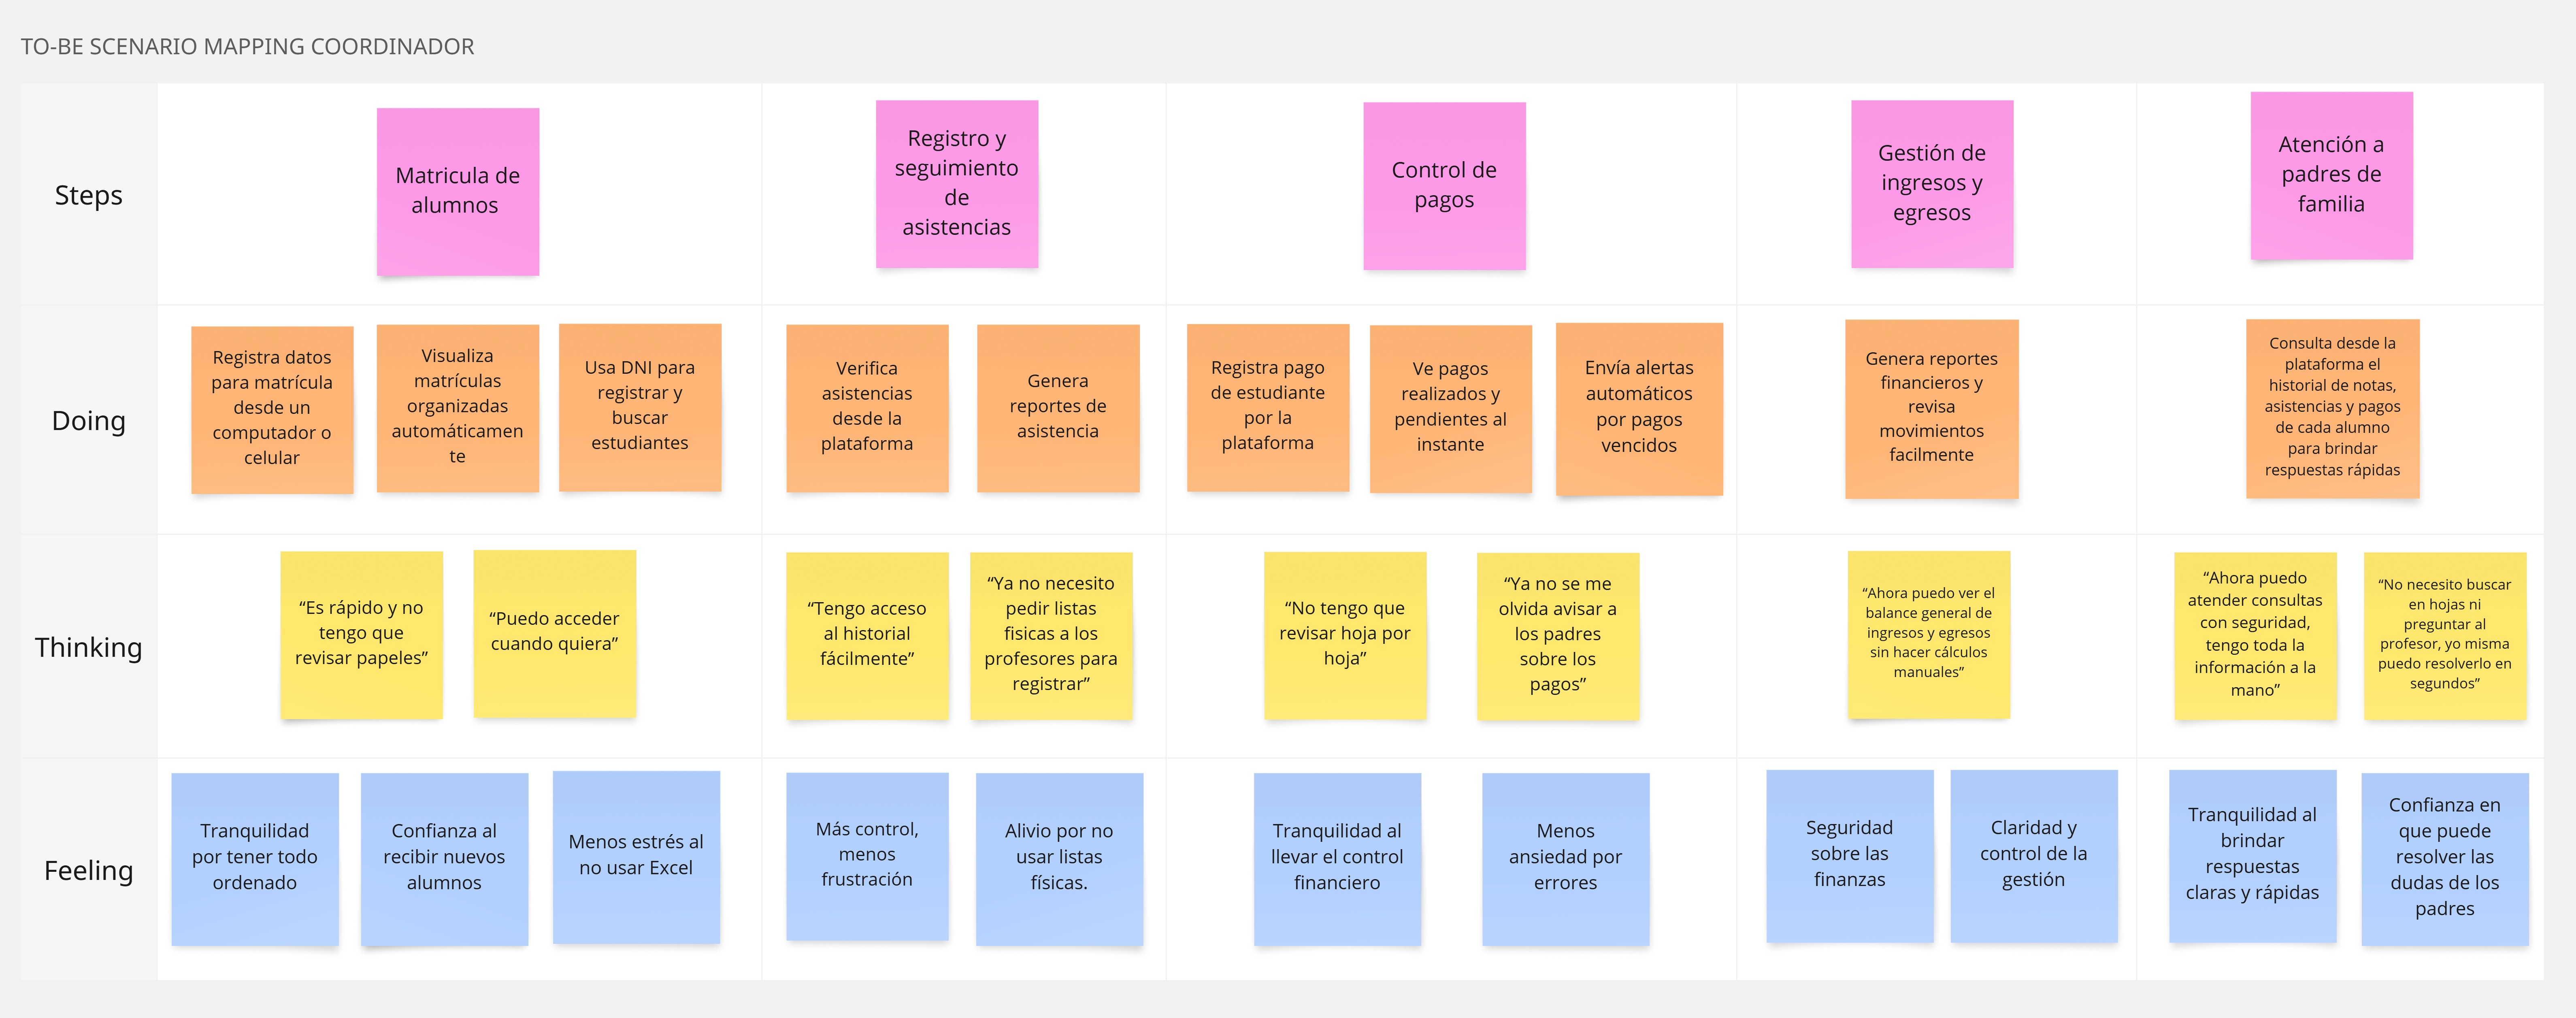 TO-BE SCENARIO MAPPING COORDINADOR
Steps
Matricula de
alumnos
Registro y
seguimiento
de
asistencias
Control de
pagos
Gestión de
ingresos y
egresos
Atención a
padres de
familia
Doing
Registra datos
para matrícula
desde un
computador o
celular
Visualiza
matrículas
organizadas
automáticamen
te
Usa DNI para
registrar y
buscar
estudiantes
Verifica
asistencias
desde la
plataforma
Genera
reportes de
asistencia
Registra pago
de estudiante
por la
plataforma
Ve pagos
realizados y
pendientes al
instante
Envía alertas
automáticos
por pagos
vencidos
Genera reportes
financieros y
revisa
movimientos
facilmente
Consulta desde la
plataforma el
historial de notas,
asistencias y pagos
de cada alumno
para brindar
respuestas rápidas
Thinking
“Es rápido y no
tengo que
revisar papeles”
“Puedo acceder
cuando quiera”
“Tengo acceso
al historial
fácilmente”
“Ya no necesito
pedir listas
fisicas a los
profesores para
registrar”
“No tengo que
revisar hoja por
hoja”
“Ya no se me
olvida avisar a
los padres
sobre los
pagos”
“Ahora puedo ver el
balance general de
ingresos y egresos
sin hacer cálculos
manuales”
“Ahora puedo
atender consultas
con seguridad,
tengo toda la
información a la
mano”
“No necesito buscar
en hojas ni
preguntar al
profesor, yo misma
puedo resolverlo en
segundos”
Feeling
Tranquilidad
por tener todo
ordenado
Confianza al
recibir nuevos
alumnos
Menos estrés al
no usar Excel
Más control,
menos
frustración
Alivio por no
usar listas
físicas.
Tranquilidad al
llevar el control
financiero
Menos
ansiedad por
errores
Seguridad
sobre las
finanzas
Claridad y
control de la
gestión
Tranquilidad al
brindar
respuestas
claras y rápidas
Confianza en
que puede
resolver las
dudas de los
padres